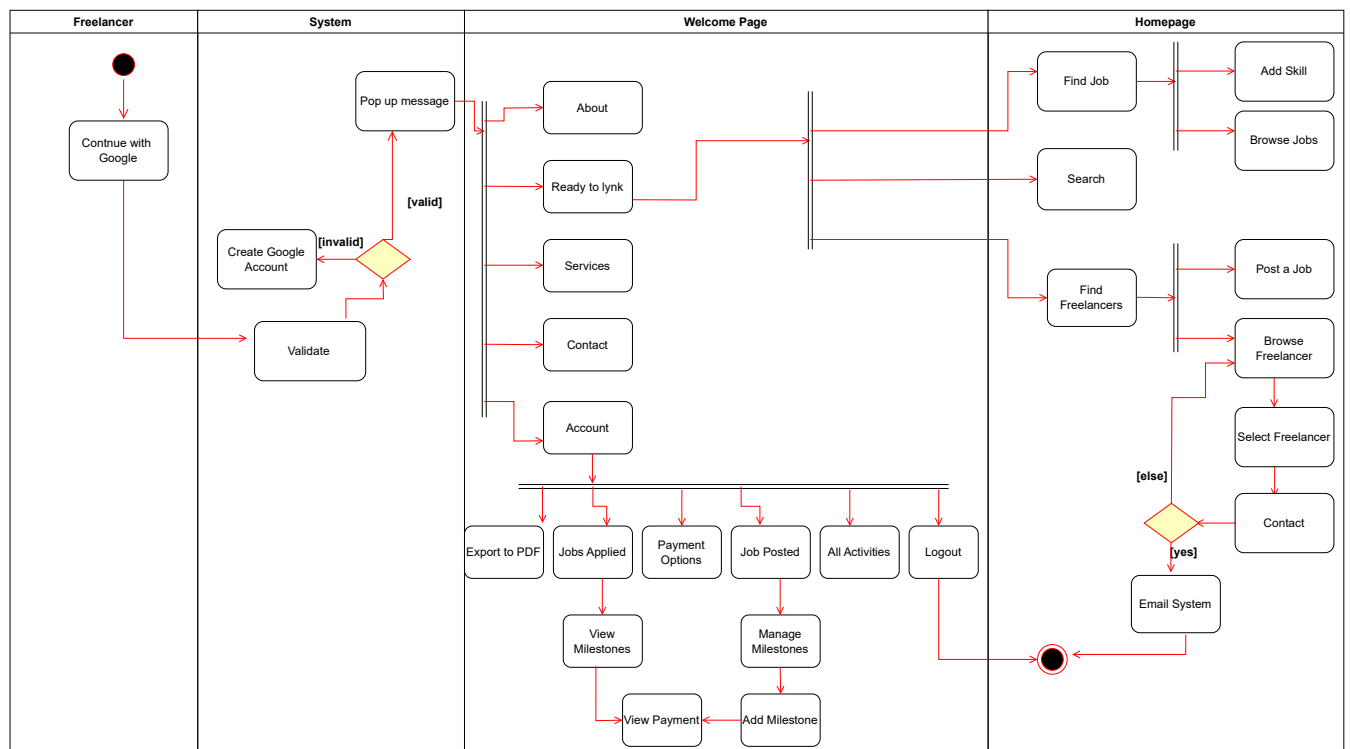 Freelancer
System
Welcome Page
Homepage
Contnue with
Google
Pop up message
[valid]
[invalid]
Create Google
Account
Validate
About
Ready to lynk
Services
Contact
Account
Export to PDF
Jobs Applied
Payment
Options
Job Posted
All Activities
Logout
View
Milestones
Manage
Milestones
View Payment
Add Milestone
Find Job
Add Skill
Browse Jobs
Search
Find
Freelancers
Post a Job
Browse
Freelancer
Select Freelancer
[else]
Contact
[yes]
Email System